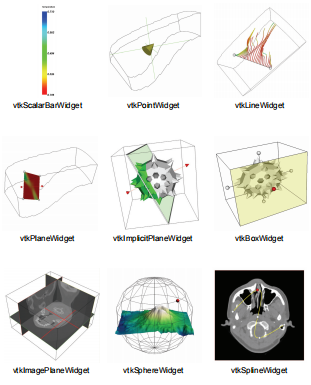 vtkScalarBarWidget
vtkPointWidget
vtkLineWidget
vtkPlaneWidget
vtkImplicitPlaneWidget
vtkBoxWidget
vtkImagePlaneWidget
vtkSphereWidget
vtkSplineWidget